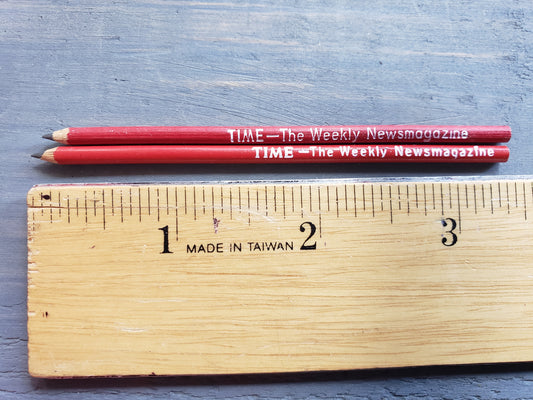 TIME—The Weekly Newsmagazine
TIME—The Weekly Newsmagazine
1 2 3
MADE IN TAIWAN